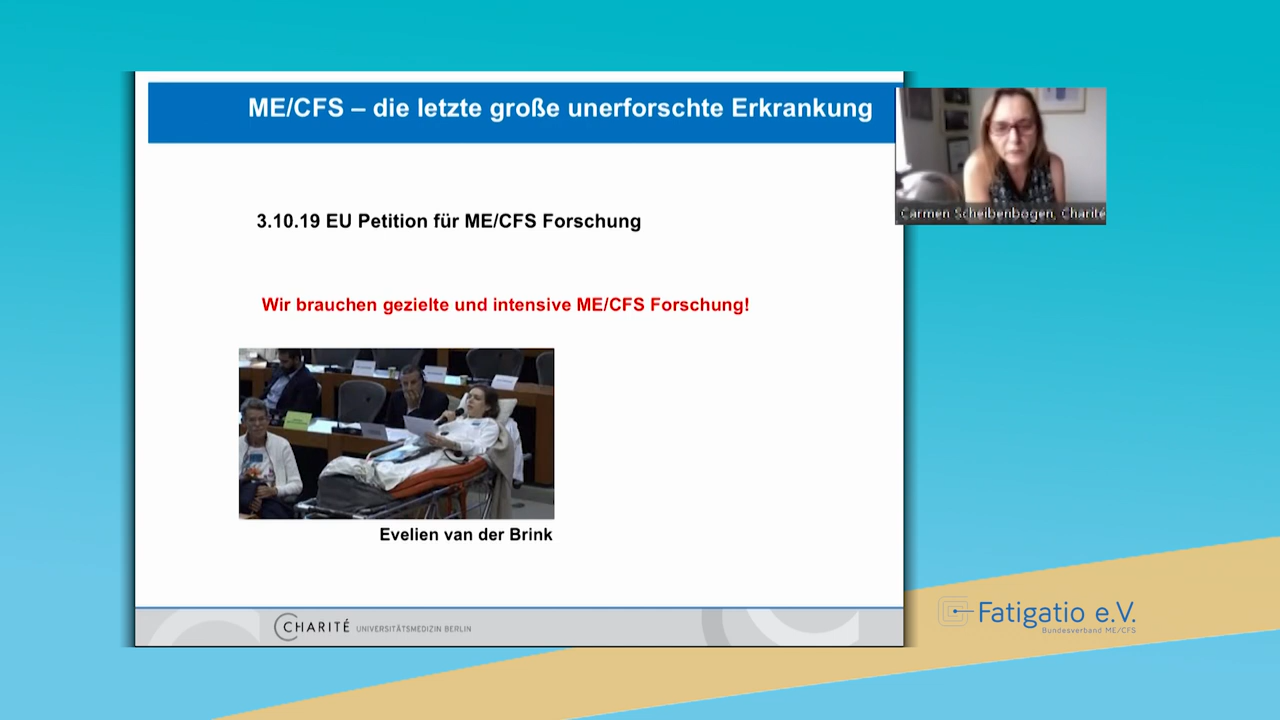 ME/CFS – die letzte große unerforschte Erkrankung
Carmen Scheibenbogen, Charité
3.10.19 EU Petition für ME/CFS Forschung
Wir brauchen gezielte und intensive ME/CFS Forschung!
Evelien van der Brink
CHARITÉ UNIVERSITÄTSMEDIZIN BERLIN
Fatigatio e.V.
Bundesverband ME/CFS